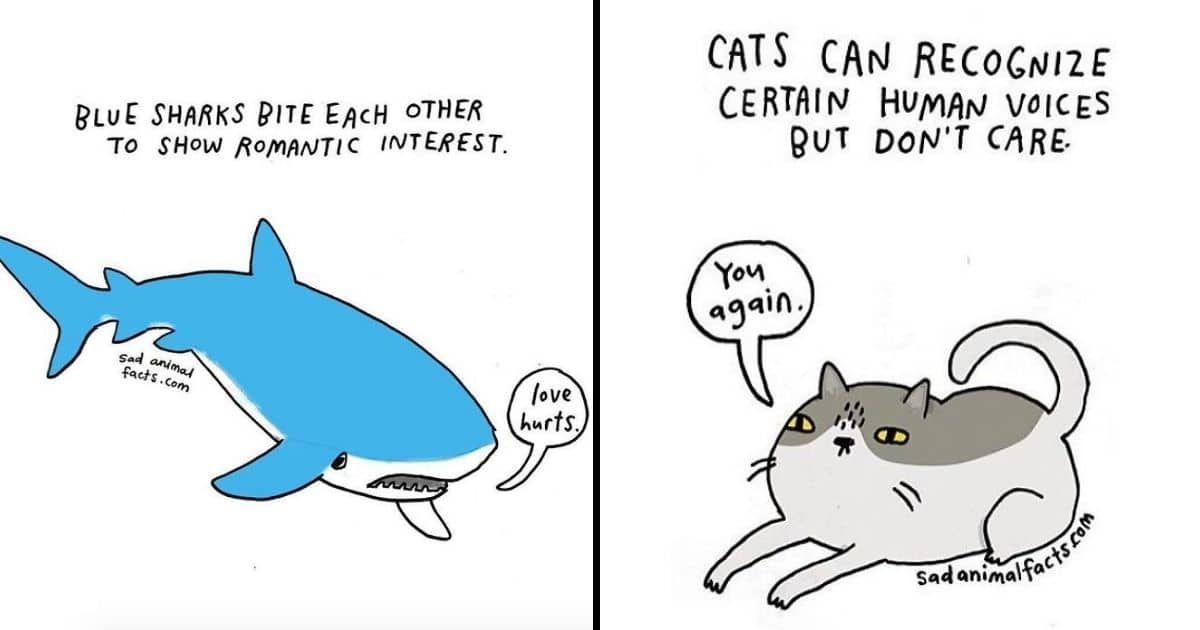 BLUE SHARKS BITE EACH OTHER
TO SHOW ROMANTIC INTEREST.
sad animal
facts.com
love
hurts.
CATS CAN RECOGNIZE
CERTAIN HUMAN VOICES
BUT DON'T CARE.
You
again.
sadanimalfacts.com